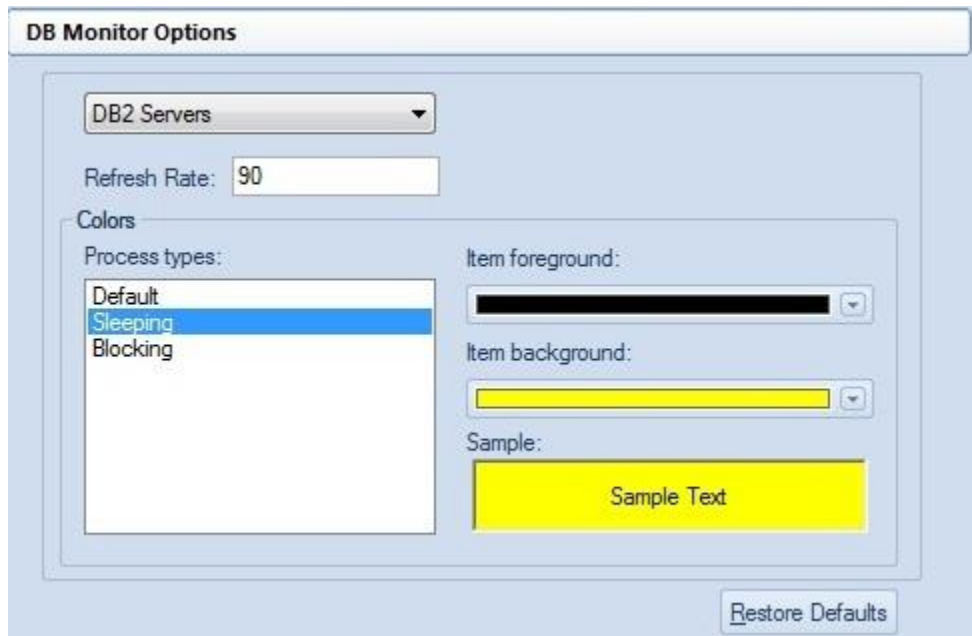 DB Monitor Options
DB2 Servers
Refresh Rate: 90
Colors
Process types:
Default
Sleeping
Blocking
Item foreground:
Item background:
Sample:
Sample Text
Restore Defaults